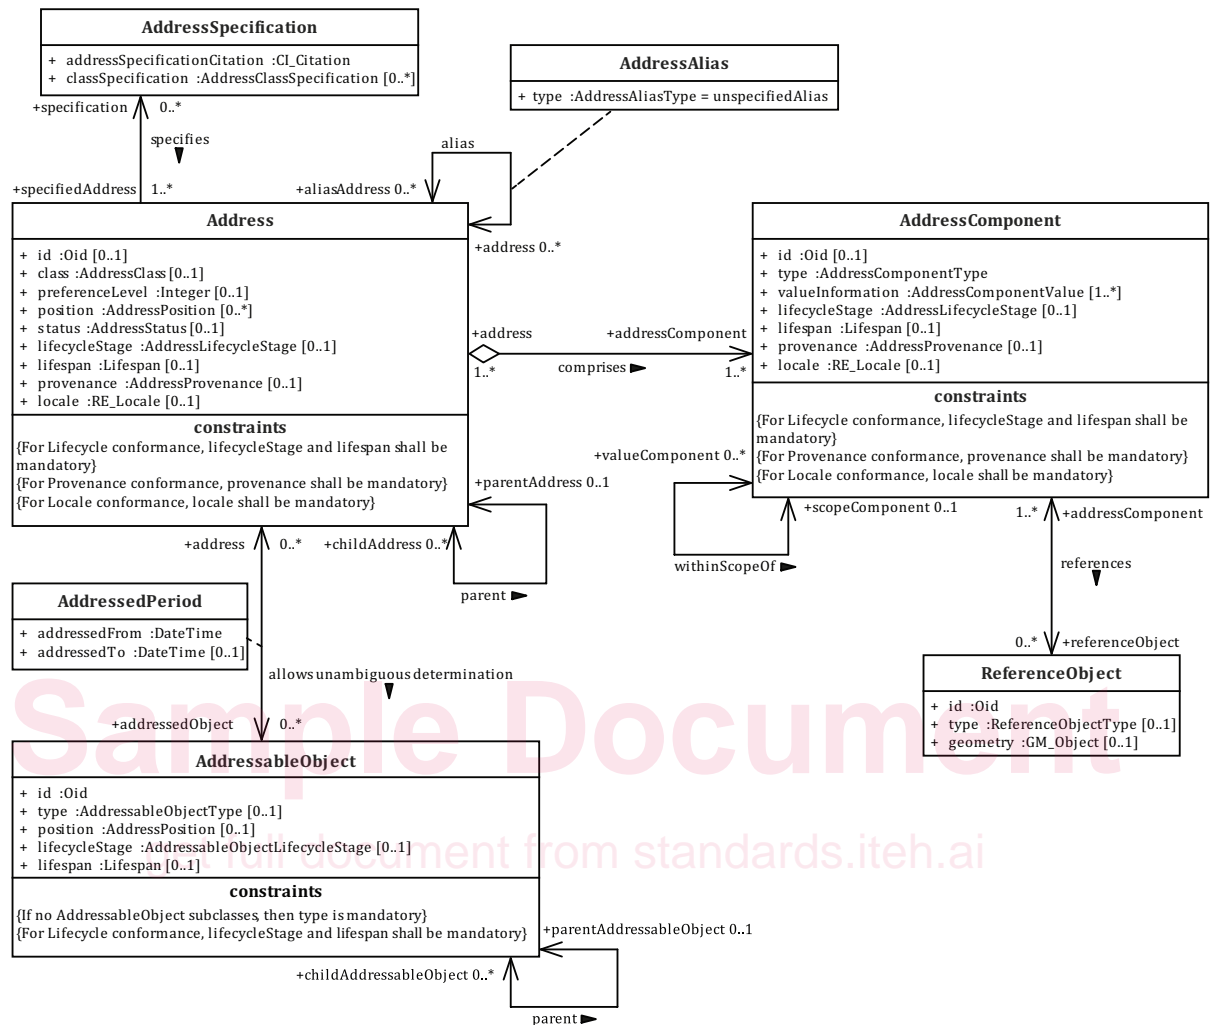 AddressSpecification
+ addressSpecificationCitation :CI_Citation
+ classSpecification :AddressClassSpecification [0..*]
+specification 0..*
specifies
+specifiedAddress 1..*
AddressAlias
+ type :AddressAliasType = unspecifiedAlias
alias
+aliasAddress 0..*
+address 0..*
Address
+ id :Oid [0..1]
+ class :AddressClass [0..1]
+ preferenceLevel :Integer [0..1]
+ position :AddressPosition [0..*]
+ status :AddressStatus [0..1]
+ lifecycleStage :AddressLifecycleStage [0..1]
+ lifespan :Lifespan [0..1]
+ provenance :AddressProvenance [0..1]
+ locale :RE_Locale [0..1]
constraints
{For Lifecycle conformance, lifecycleStage and lifespan shall be
mandatory}
{For Provenance conformance, provenance shall be mandatory}
{For Locale conformance, locale shall be mandatory}
+address
1..*
comprises
+addressComponent
1..*
AddressComponent
+ id :Oid [0..1]
+ type :AddressComponentType
+ valueInformation :AddressComponentValue [1..*]
+ lifecycleStage :AddressLifecycleStage [0..1]
+ lifespan :Lifespan [0..1]
+ provenance :AddressProvenance [0..1]
+ locale :RE_Locale [0..1]
constraints
{For Lifecycle conformance, lifecycleStage and lifespan shall be
mandatory}
{For Provenance conformance, provenance shall be mandatory}
{For Locale conformance, locale shall be mandatory}
+valueComponent 0..*
+scopeComponent 0..1
withinScopeOf
+parentAddress 0..1
+childAddress 0..*
parent
+address 0..*
AddressedPeriod
+ addressedFrom :DateTime
+ addressedTo :DateTime [0..1]
allows unambiguous determination
+addressedObject 0..*
1..* +addressComponent
references
0..* +referenceObject
ReferenceObject
+ id :Oid
+ type :ReferenceObjectType [0..1]
+ geometry :GM_Object [0..1]
AddressableObject
+ id :Oid
+ type :AddressableObjectType [0..1]
+ position :AddressPosition [0..1]
+ lifecycleStage :AddressableObjectLifecycleStage [0..1]
+ lifespan :Lifespan [0..1]
constraints
{If no AddressableObject subclasses, then type is mandatory}
{For Lifecycle conformance, lifecycleStage and lifespan shall be mandatory}
+parentAddressableObject 0..1
+childAddressableObject 0..*
parent
Sample Document
get full document from standards.iteh.ai